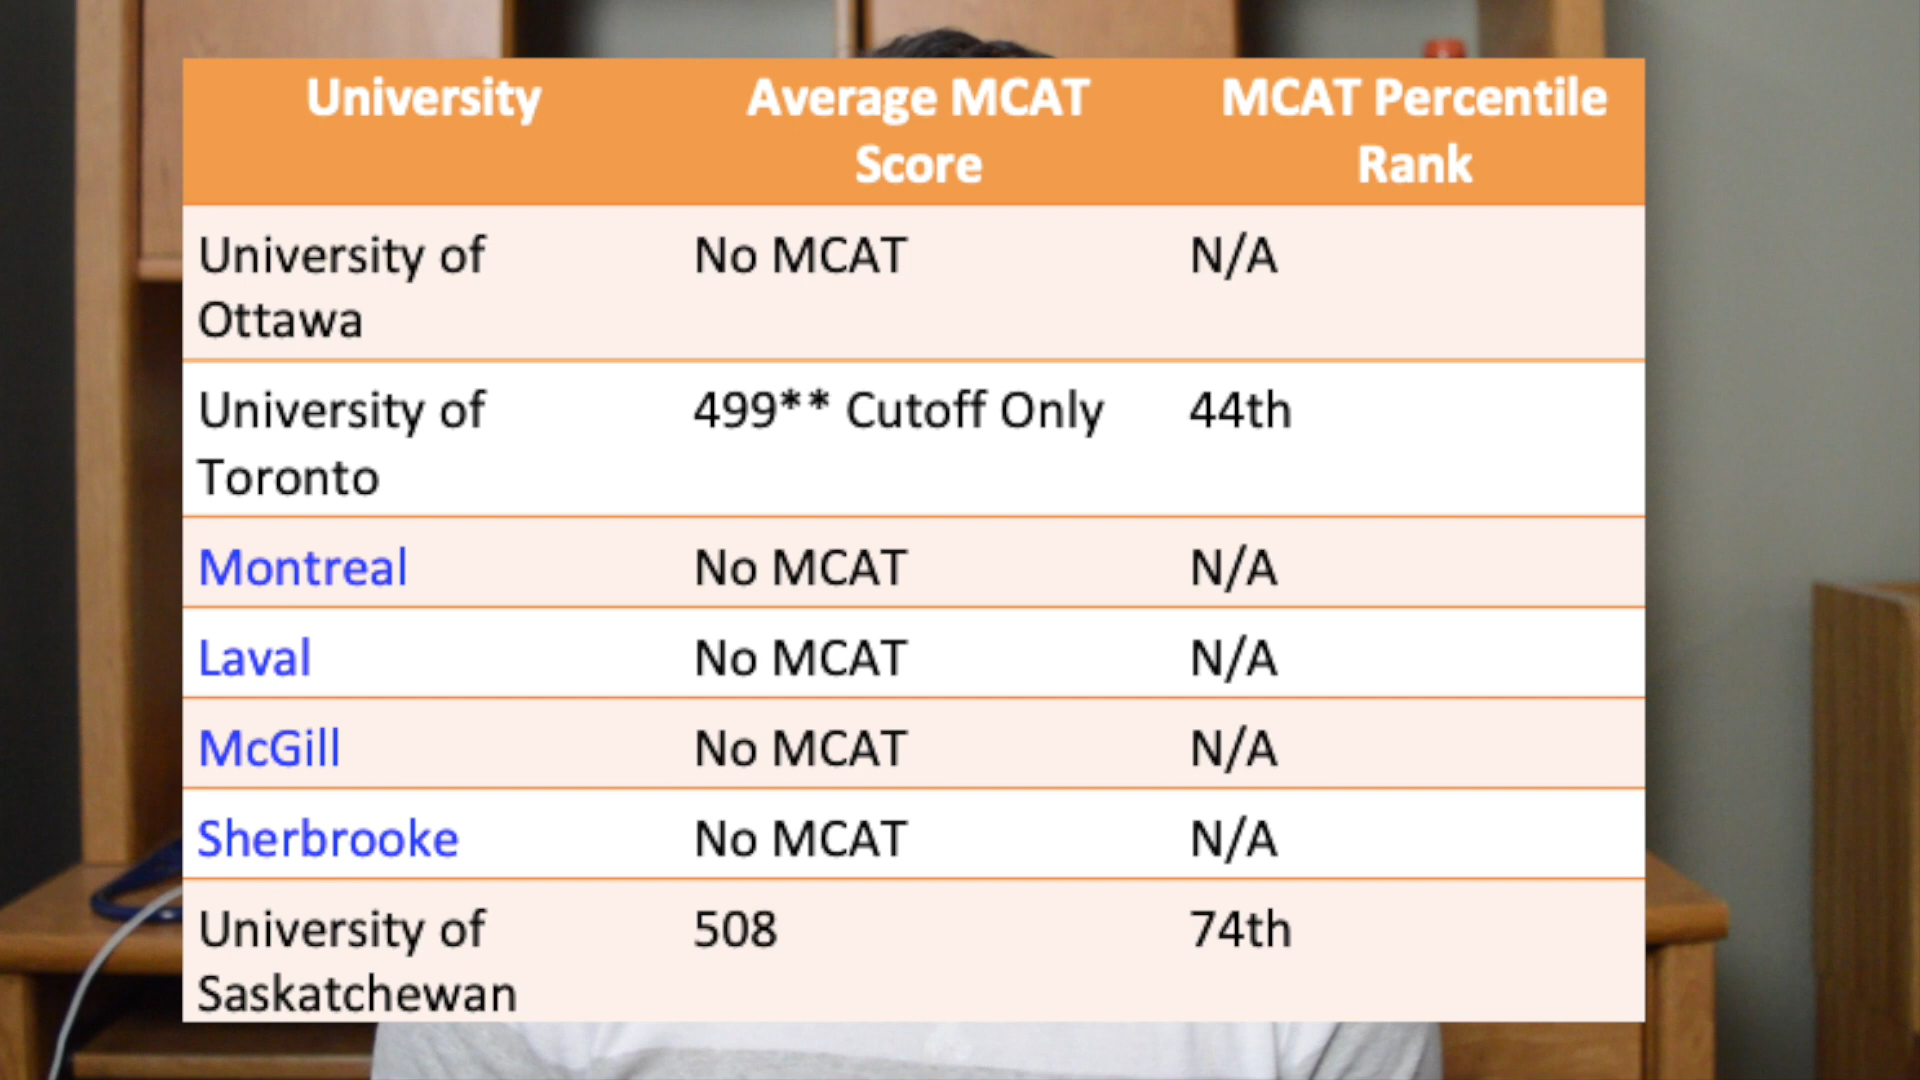 University Average MCAT MCAT Percentile
Score Rank
University of No MCAT N/A
Ottawa
University of 499** Cutoff Only 44th
Toronto
Montreal No MCAT N/A
Laval No MCAT N/A
McGill No MCAT N/A
Sherbrooke No MCAT N/A
University of 508 74th
Saskatchewan